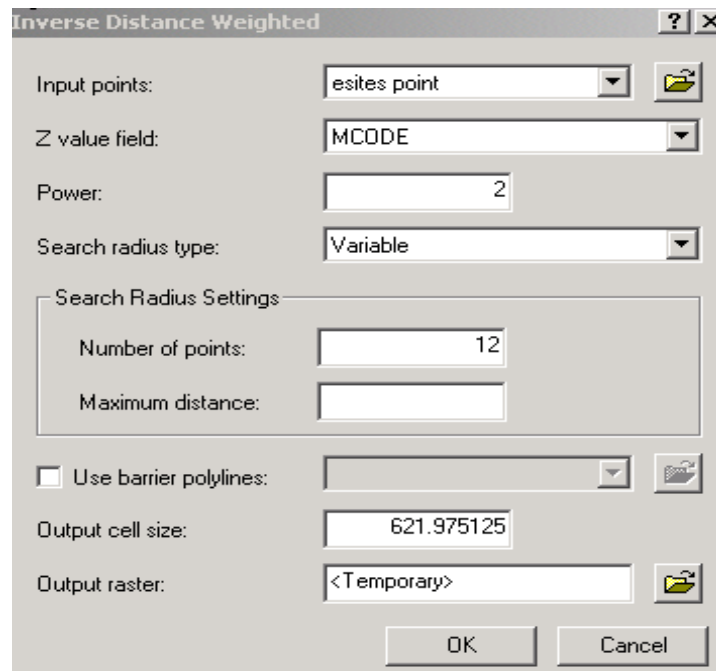 Inverse Distance Weighted
Input points: esites point
Z value field: MCODE
Power: 2
Search radius type: Variable
Search Radius Settings
Number of points: 12
Maximum distance:
Use barrier polylines:
Output cell size: 621.975125
Output raster: <Temporary>
OK Cancel